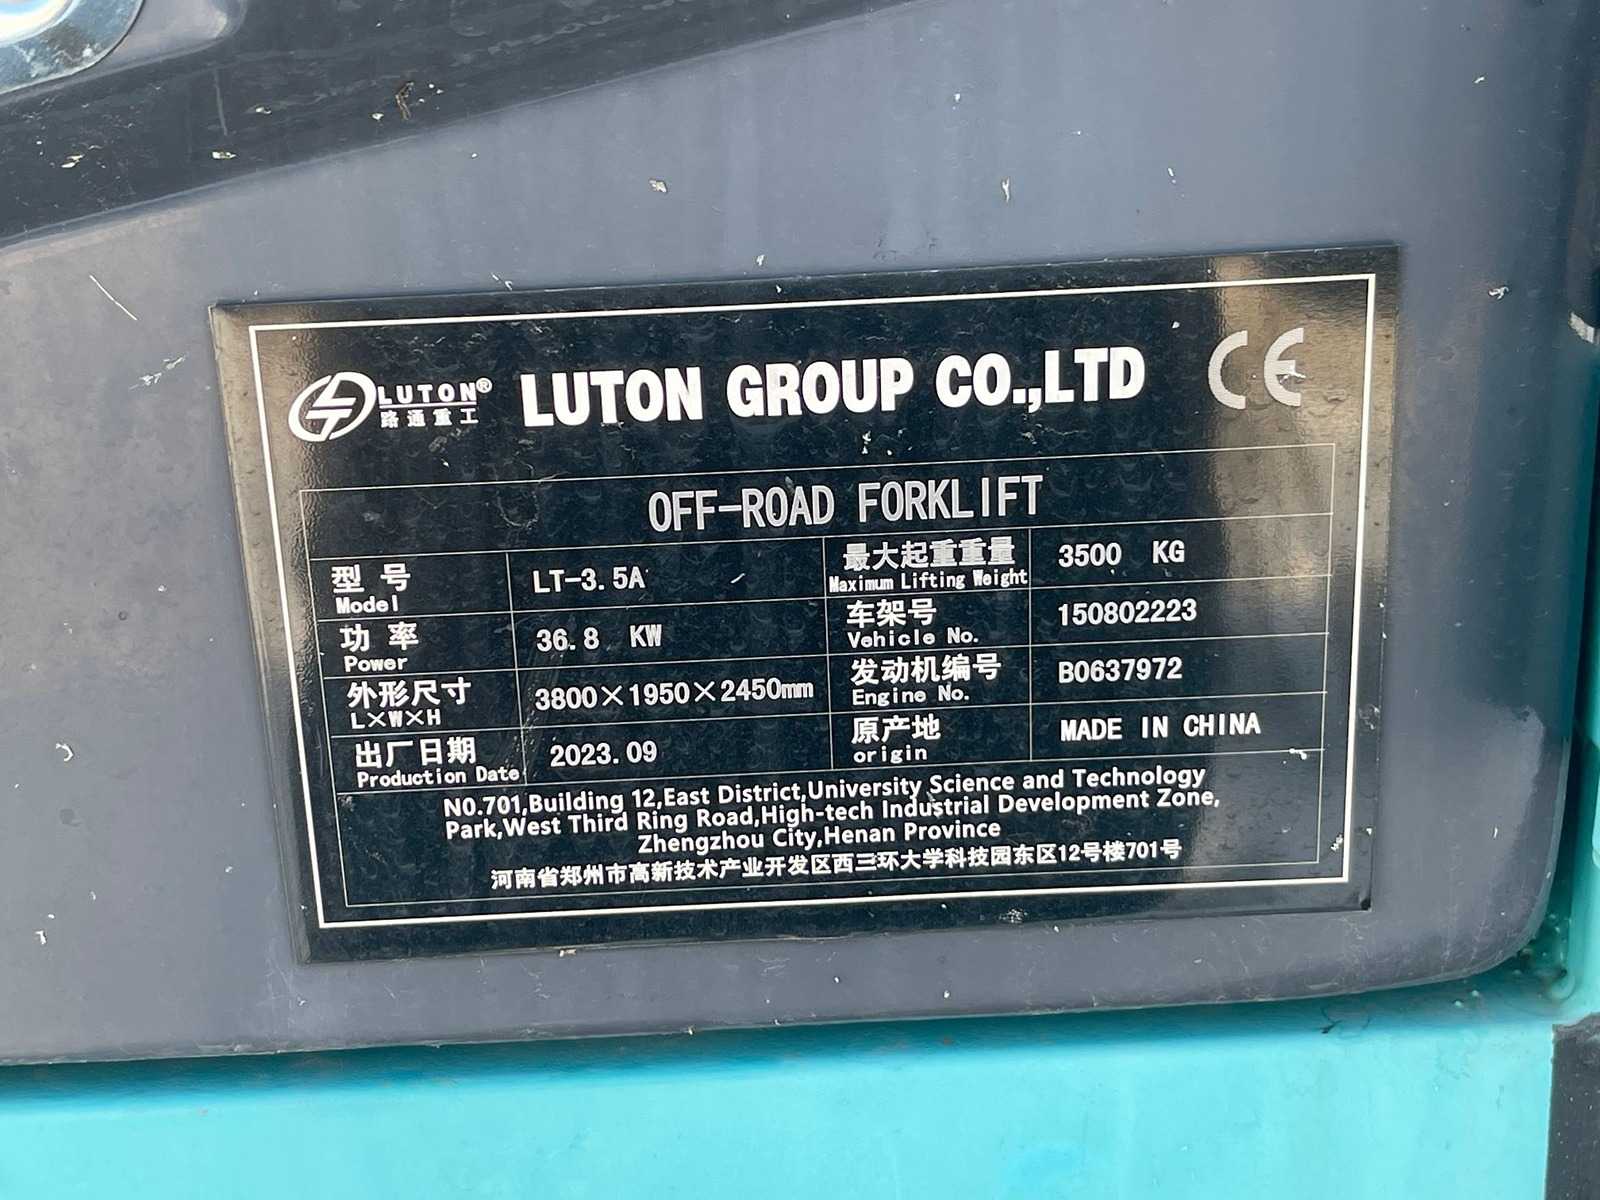 LUTON®
路通重工
LUTON GROUP CO.,LTD
CE
OFF-ROAD FORKLIFT
型号
Model
LT-3.5A
最大起重重量
Maximum Lifting Weight
3500 KG
功率
Power
36.8 KW
车架号
Vehicle No.
150802223
外形尺寸
L×W×H
3800×1950×2450mm
发动机编号
Engine No.
B0637972
出厂日期
Production Date
2023.09
原产地
origin
MADE IN CHINA
NO.701,Building 12,East District,University Science and Technology
Park,West Third Ring Road,High-tech Industrial Development Zone,
Zhengzhou City,Henan Province
河南省郑州市高新技术产业开发区西三环大学科技园东区12号楼701号